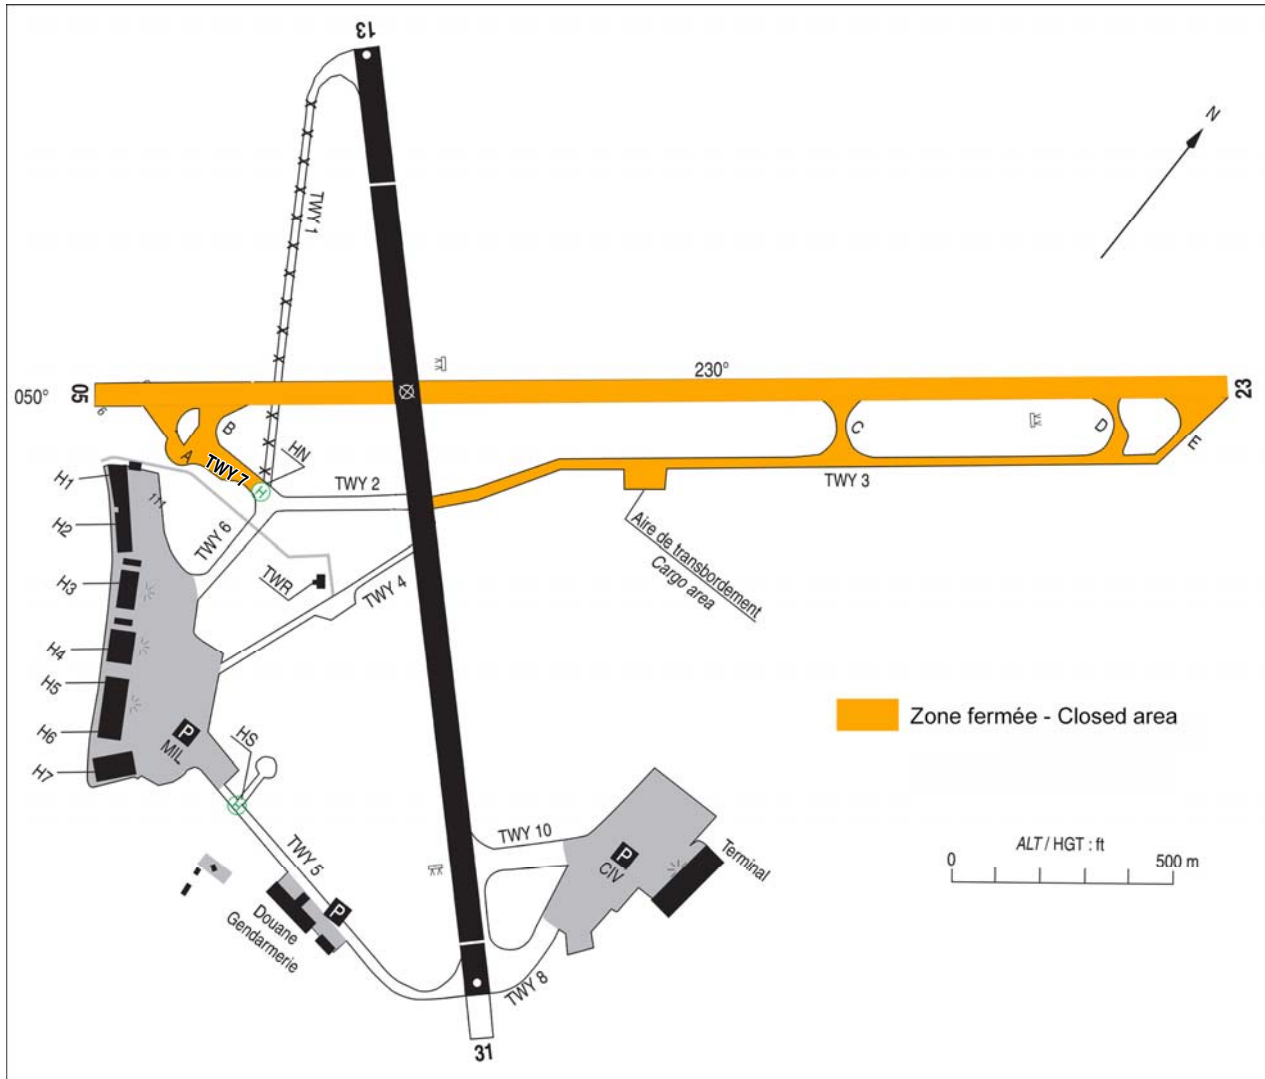 13
N
TWY 1
230°
050°
05
23
6
B
C
D
E
A
TWY 7
HN
H
TWY 2
TWY 3
H1
H2
TWY 6
Aire de transbordement
Cargo area
TWR
TWY 4
H3
H4
H5
H6
H7
P
MIL
HS
H
Zone fermée - Closed area
TWY 10
TWY 5
P
CIV
Terminal
ALT / HGT : ft
0
500 m
P
Douane
Gendarmerie
TWY 8
31